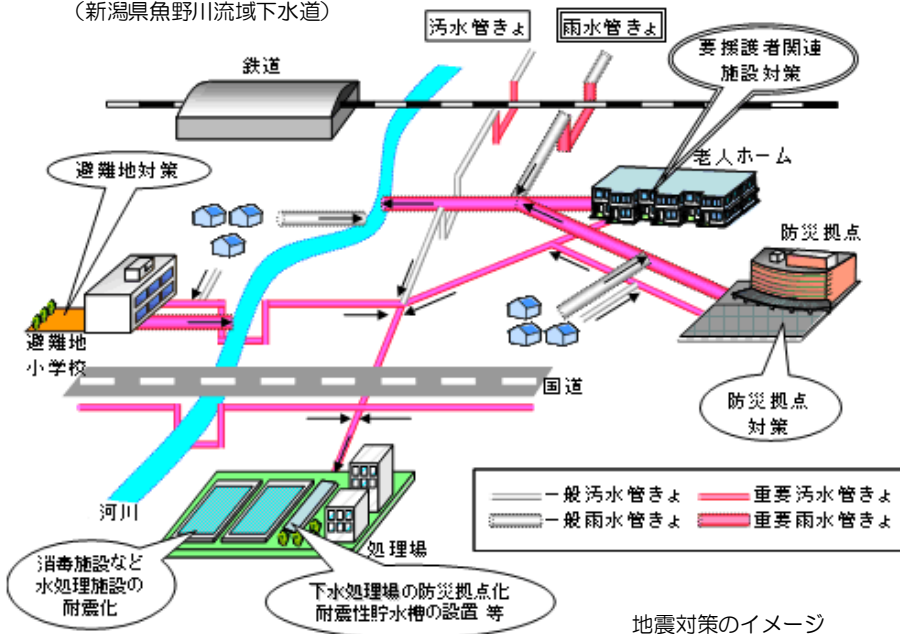 （新潟県魚野川流域下水道）
汚水管きょ
雨水管きょ
要援護者関連
施設対策
鉄道
避難地対策
老人ホーム
防災拠点
避難地
小学校
国道
防災拠点
対策
河川
一般汚水管きょ
重要汚水管きょ
一般雨水管きょ
重要雨水管きょ
処理場
消毒施設など
水処理施設の
耐震化
下水処理場の防災拠点化
耐震性貯水槽の設置 等
地震対策のイメージ